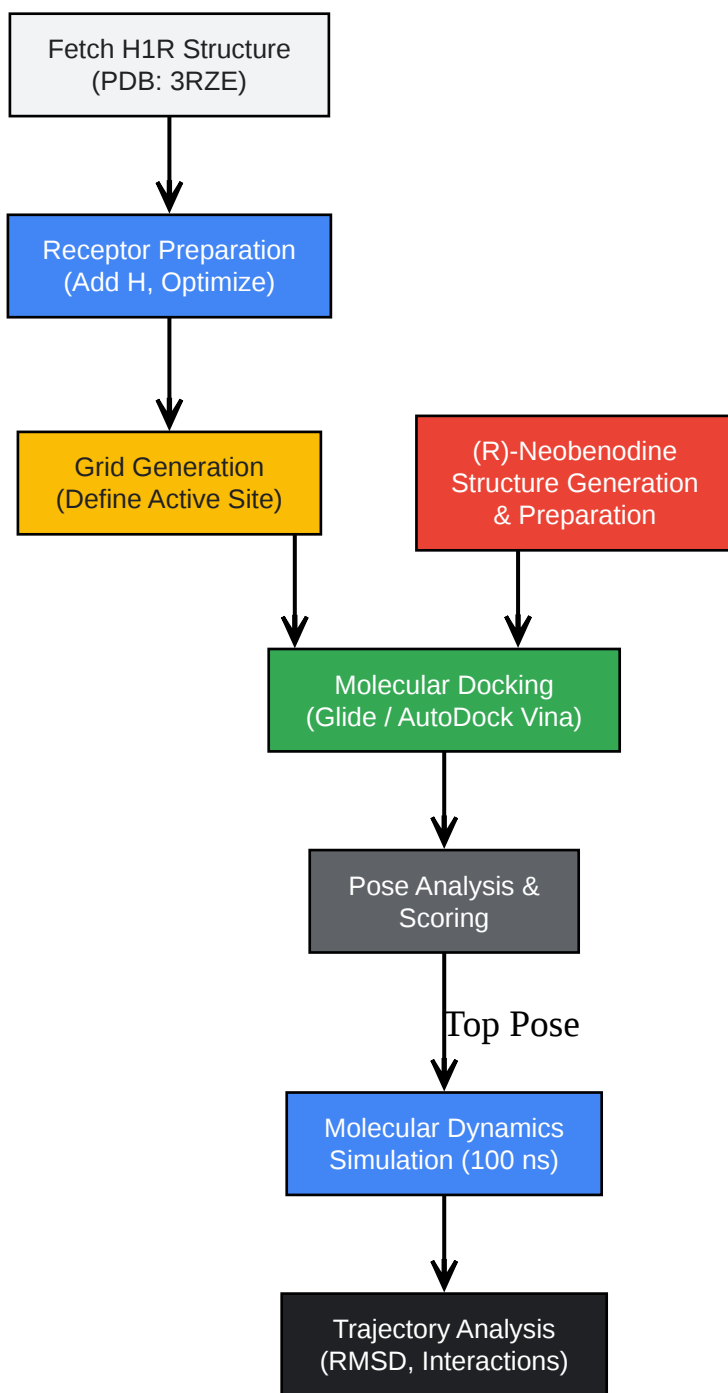 Fetch H1R Structure
(PDB: 3RZE)
Receptor Preparation
(Add H, Optimize)
Grid Generation
(Define Active Site)
(R)-Neobenodine
Structure Generation
& Preparation
Molecular Docking
(Glide / AutoDock Vina)
Pose Analysis &
Scoring
Top Pose
Molecular Dynamics
Simulation (100 ns)
Trajectory Analysis
(RMSD, Interactions)